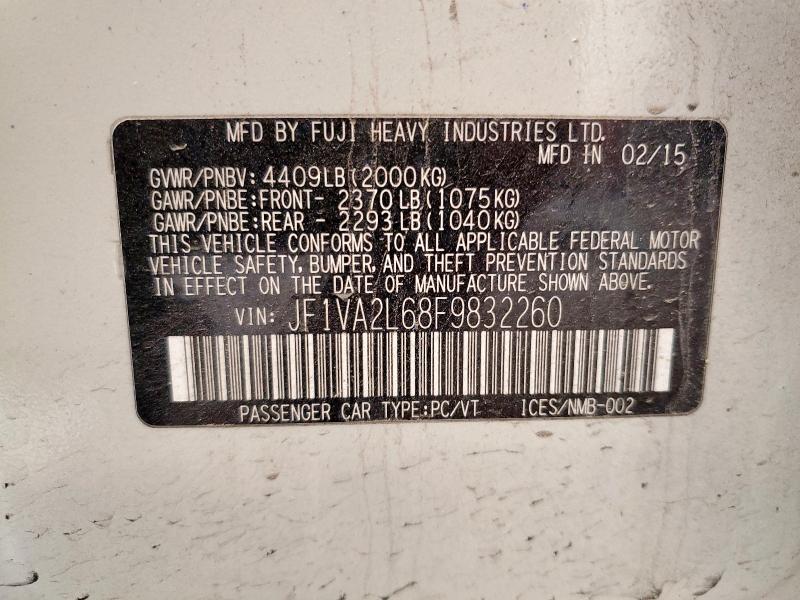 MFD BY FUJI HEAVY INDUSTRIES LTD.
MFD IN 02/15
GVWR/PNBV: 4409LB(2000KG)
GAWR/PNBE:FRONT- 2370LB(1075KG)
GAWR/PNBE:REAR - 2293LB(1040KG)
THIS VEHICLE CONFORMS TO ALL APPLICABLE FEDERAL MOTOR
VEHICLE SAFETY, BUMPER, AND THEFT PREVENTION STANDARDS
IN EFFECT ON THE DATE OF MANUFACTURE SHOWN ABOVE.
VIN: JF1VA2L68F9832260
PASSENGER CAR TYPE:PC/VT ICES/NMB-002